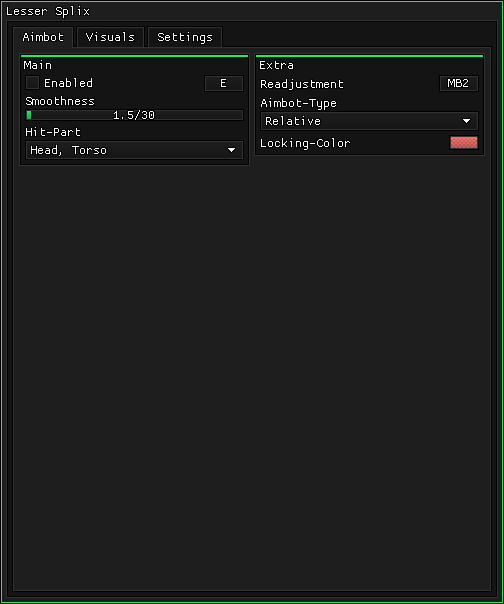 Lesser Splix
Aimbot Visuals Settings
Main
Enabled E
Smoothness
1.5/30
Hit-Part
Head, Torso
Extra
Readjustment MB2
Aimbot-Type
Relative
Locking-Color